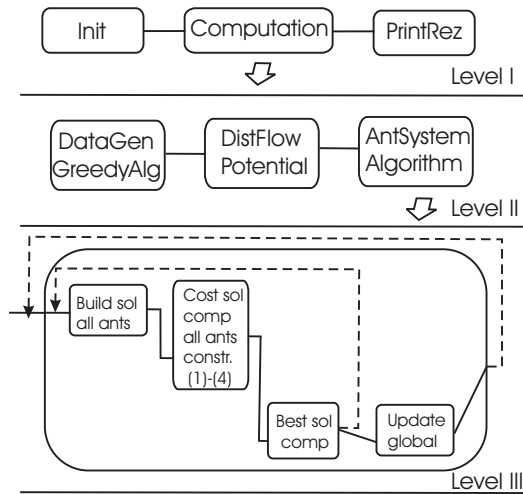 Init
Computation
PrintRez
Level I
DataGen
GreedyAlg
DistFlow
Potential
AntSystem
Algorithm
Level II
Build sol
all ants
Cost sol
comp
all ants
constr.
(1)-(4)
Best sol
comp
Update
global
Level III